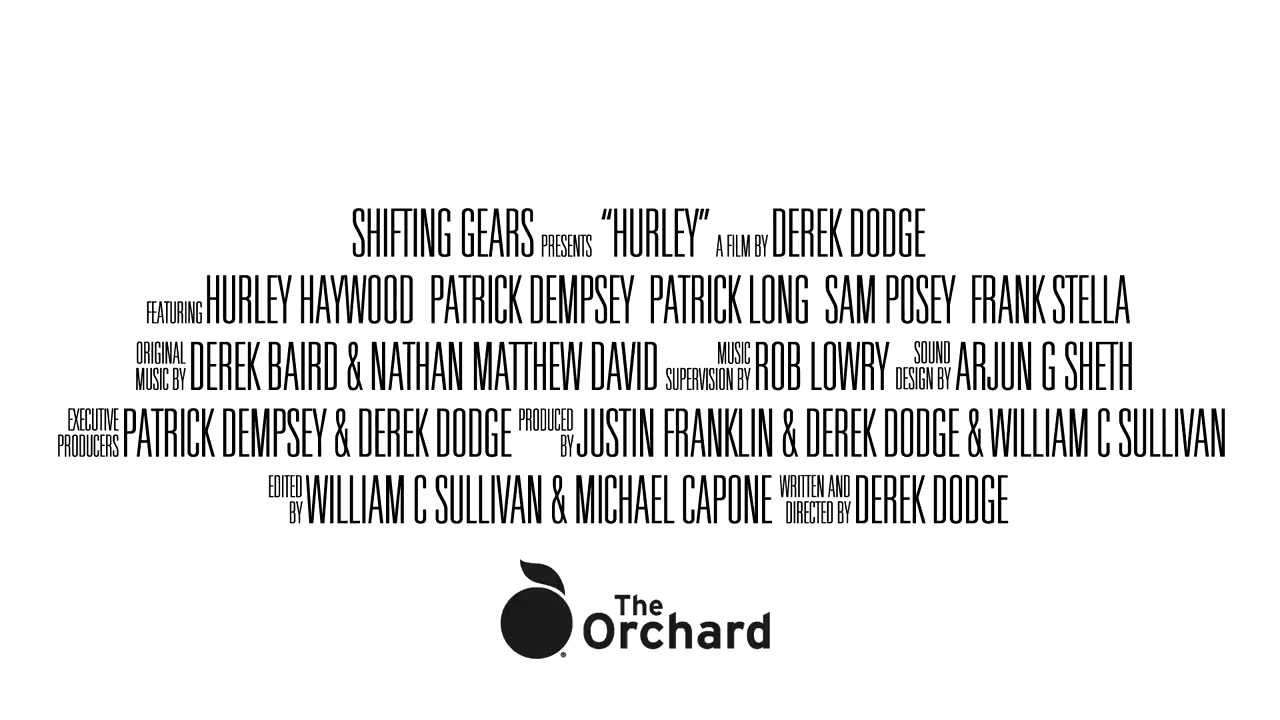 SHIFTING GEARS PRESENTS “HURLEY” A FILM BY DEREK DODGE
FEATURING HURLEY HAYWOOD PATRICK DEMPSEY PATRICK LONG SAM POSEY FRANK STELLA
ORIGINAL MUSIC BY DEREK BAIRD & NATHAN MATTHEW DAVID MUSIC SUPERVISION BY ROB LOWRY SOUND DESIGN BY ARJUN G SHETH
EXECUTIVE PRODUCERS PATRICK DEMPSEY & DEREK DODGE PRODUCED BY JUSTIN FRANKLIN & DEREK DODGE & WILLIAM C SULLIVAN
EDITED BY WILLIAM C SULLIVAN & MICHAEL CAPONE WRITTEN AND DIRECTED BY DEREK DODGE
The
Orchard
®